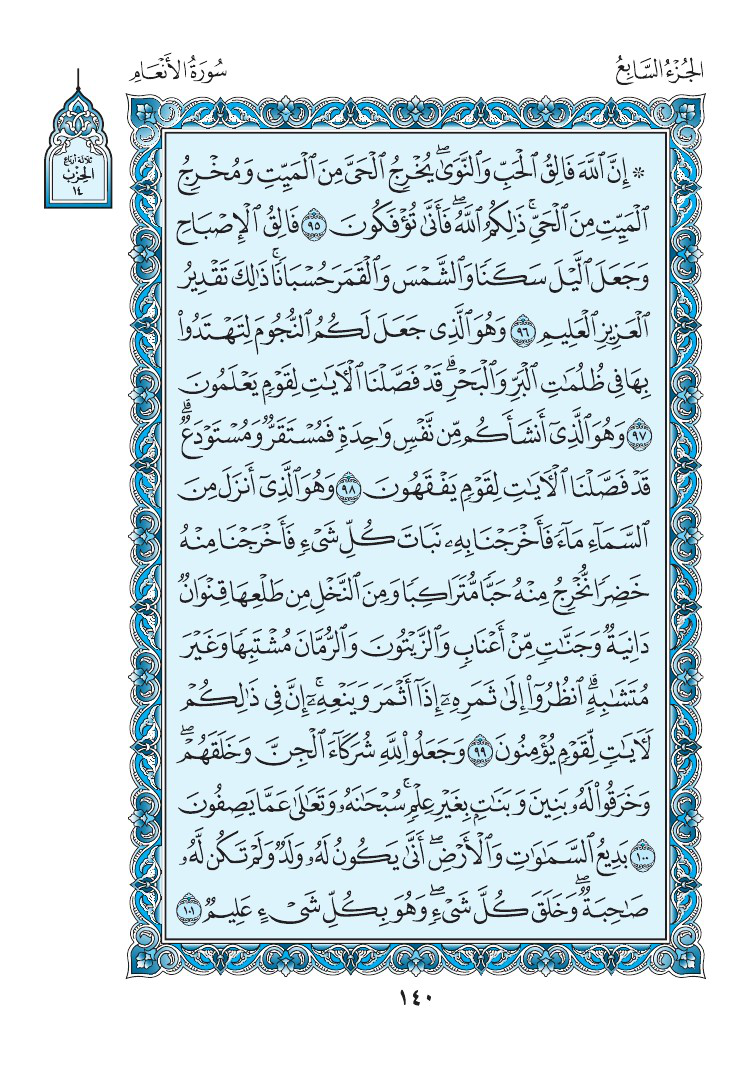 الجُزْءُ السَّابِعُ
سُورَةُ الأَنْعَامِ
ثلاثة أرباع
الحِزْب
١٤
۞ إِنَّ ٱللَّهَ فَالِقُ ٱلْحَبِّ وَٱلنَّوَىٰۖ يُخْرِجُ ٱلْحَيَّ مِنَ ٱلْمَيِّتِ وَمُخْرِجُ
ٱلْمَيِّتِ مِنَ ٱلْحَيِّۚ ذَٰلِكُمُ ٱللَّهُۖ فَأَنَّىٰ تُؤْفَكُونَ ٩٥ فَالِقُ ٱلْإِصْبَاحِ
وَجَعَلَ ٱلَّيْلَ سَكَنًا وَٱلشَّمْسَ وَٱلْقَمَرَ حُسْبَانًاۚ ذَٰلِكَ تَقْدِيرُ
ٱلْعَزِيزِ ٱلْعَلِيمِ ٩٦ وَهُوَ ٱلَّذِي جَعَلَ لَكُمُ ٱلنُّجُومَ لِتَهْتَدُوا۟
بِهَا فِي ظُلُمَٰتِ ٱلْبَرِّ وَٱلْبَحْرِۗ قَدْ فَصَّلْنَا ٱلْأٓيَٰتِ لِقَوْمٍ يَعْلَمُونَ
٩٧ وَهُوَ ٱلَّذِيٓ أَنشَأَكُم مِّن نَّفْسٍ وَٰحِدَةٍ فَمُسْتَقَرٌّ وَمُسْتَوْدَعٌۗ
قَدْ فَصَّلْنَا ٱلْأٓيَٰتِ لِقَوْمٍ يَفْقَهُونَ ٩٨ وَهُوَ ٱلَّذِيٓ أَنزَلَ مِنَ
ٱلسَّمَآءِ مَآءً فَأَخْرَجْنَا بِهِۦ نَبَاتَ كُلِّ شَيْءٍ فَأَخْرَجْنَا مِنْهُ
خَضِرًا نُّخْرِجُ مِنْهُ حَبًّا مُّتَرَاكِبًا وَمِنَ ٱلنَّخْلِ مِن طَلْعِهَا قِنْوَانٌ
دَانِيَةٌ وَجَنَّٰتٍ مِّنْ أَعْنَابٍ وَٱلزَّيْتُونَ وَٱلرُّمَّانَ مُشْتَبِهًا وَغَيْرَ
مُتَشَٰبِهٍۗ ٱنظُرُوٓا۟ إِلَىٰ ثَمَرِهِۦٓ إِذَآ أَثْمَرَ وَيَنْعِهِۦٓۚ إِنَّ فِي ذَٰلِكُمْ
لَأٓيَٰتٍ لِّقَوْمٍ يُؤْمِنُونَ ٩٩ وَجَعَلُوا۟ لِلَّهِ شُرَكَآءَ ٱلْجِنَّ وَخَلَقَهُمْۖ
وَخَرَقُوا۟ لَهُۥ بَنِينَ وَبَنَٰتٍۭ بِغَيْرِ عِلْمٍۚ سُبْحَٰنَهُۥ وَتَعَٰلَىٰ عَمَّا يَصِفُونَ
١٠٠ بَدِيعُ ٱلسَّمَٰوَٰتِ وَٱلْأَرْضِۖ أَنَّىٰ يَكُونُ لَهُۥ وَلَدٌ وَلَمْ تَكُن لَّهُۥ
صَٰحِبَةٌۖ وَخَلَقَ كُلَّ شَيْءٍۖ وَهُوَ بِكُلِّ شَيْءٍ عَلِيمٌ ١٠١
١٤٠